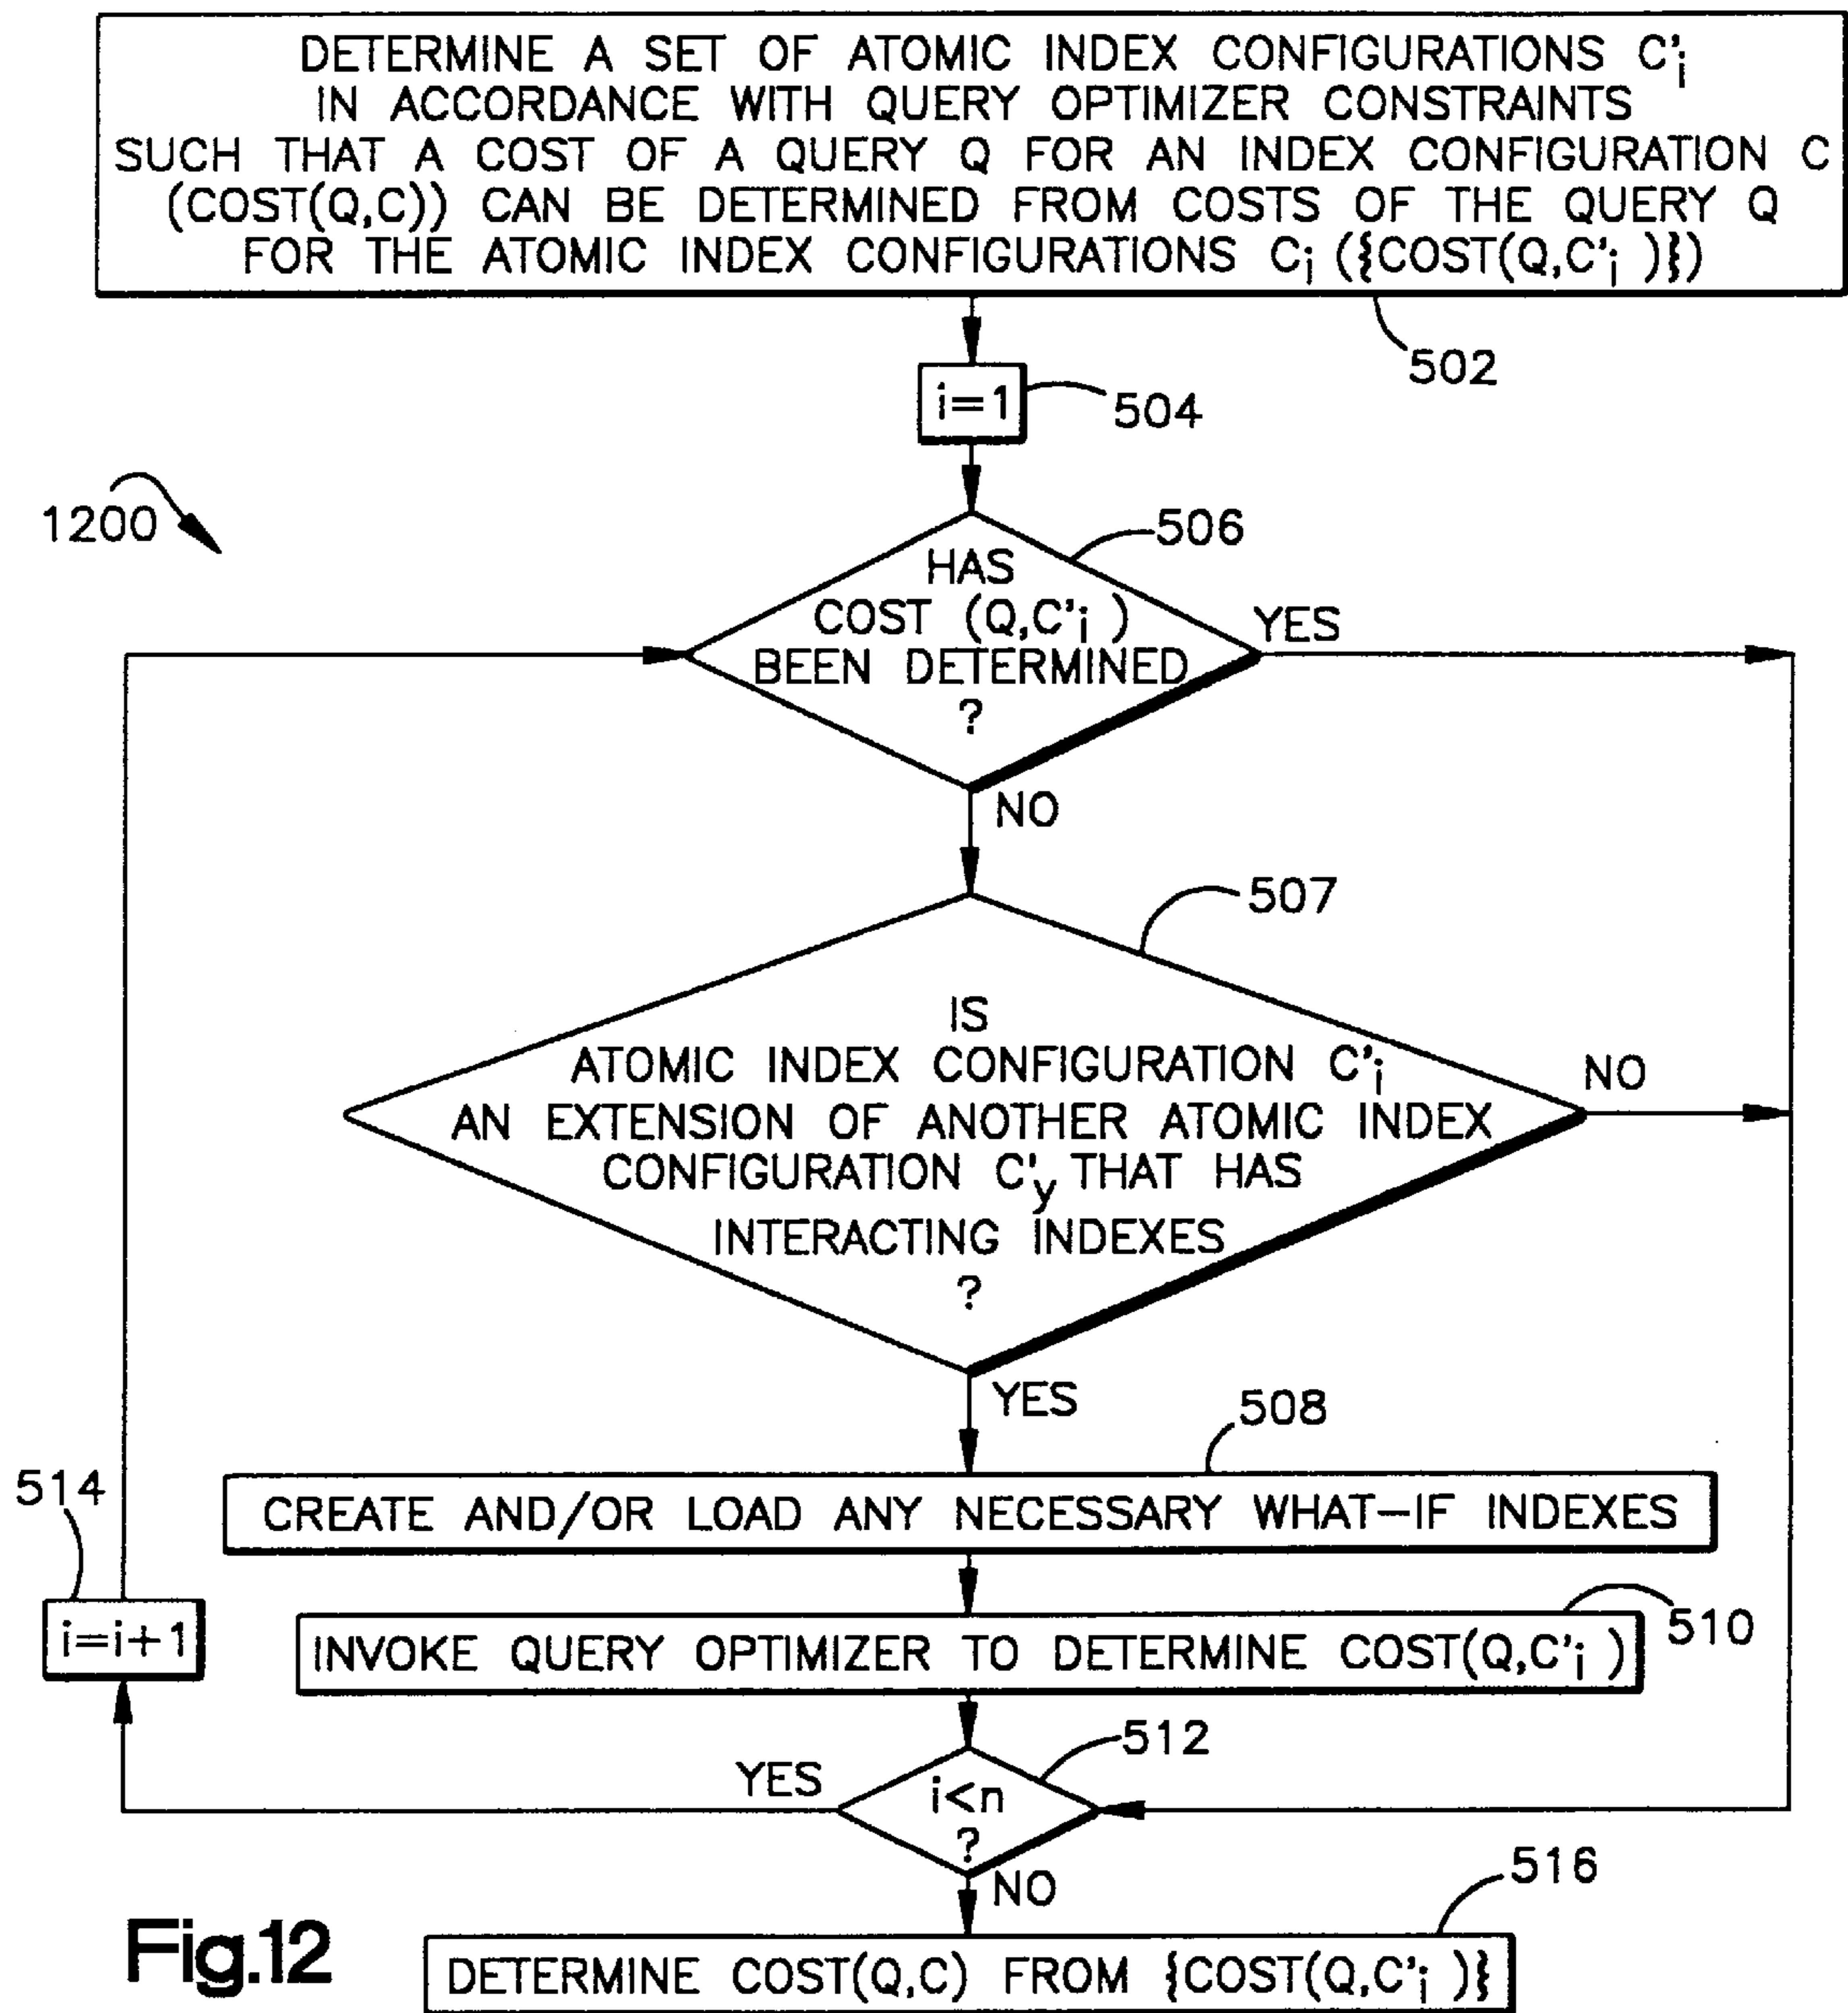 DETERMINE A SET OF ATOMIC INDEX CONFIGURATIONS C'i
IN ACCORDANCE WITH QUERY OPTIMIZER CONSTRAINTS
SUCH THAT A COST OF A QUERY Q FOR AN INDEX CONFIGURATION C
(COST(Q,C)) CAN BE DETERMINED FROM COSTS OF THE QUERY Q
FOR THE ATOMIC INDEX CONFIGURATIONS Ci ({COST(Q,C'i )})
502
i=1
504
1200
506
HAS
COST (Q,C'i )
BEEN DETERMINED
?
YES
NO
507
IS
ATOMIC INDEX CONFIGURATION C'i
AN EXTENSION OF ANOTHER ATOMIC INDEX
CONFIGURATION C'y THAT HAS
INTERACTING INDEXES
?
NO
YES
508
CREATE AND/OR LOAD ANY NECESSARY WHAT-IF INDEXES
514
i=i+1
INVOKE QUERY OPTIMIZER TO DETERMINE COST(Q,C'i )
510
512
YES
i<n
?
NO
516
DETERMINE COST(Q,C) FROM {COST(Q,C'i )}
Fig.12